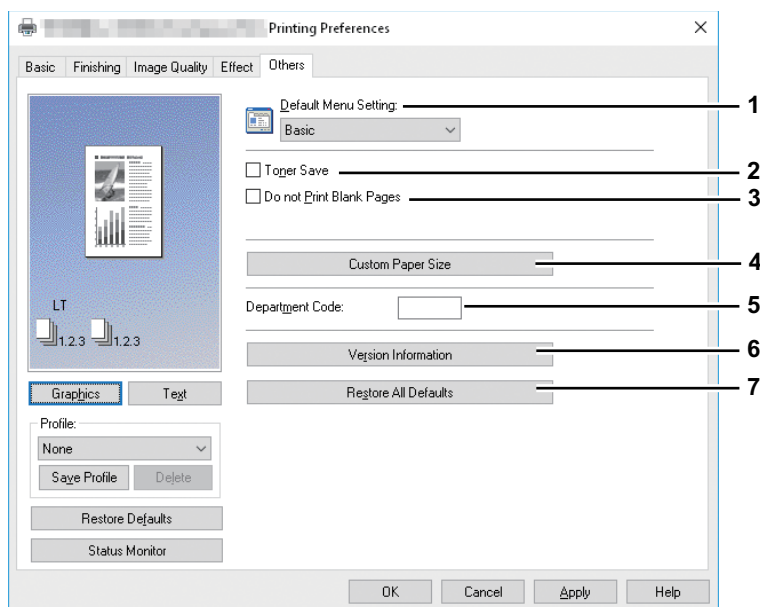 Printing Preferences
Basic Finishing Image Quality Effect Others
Default Menu Setting: 1
Basic
Toner Save 2
Do not Print Blank Pages 3
Custom Paper Size 4
LT
Department Code: 5
1.2.3 1.2.3
Version Information 6
Graphics Text
Restore All Defaults 7
Profile:
None
Save Profile Delete
Restore Defaults
Status Monitor
OK Cancel Apply Help